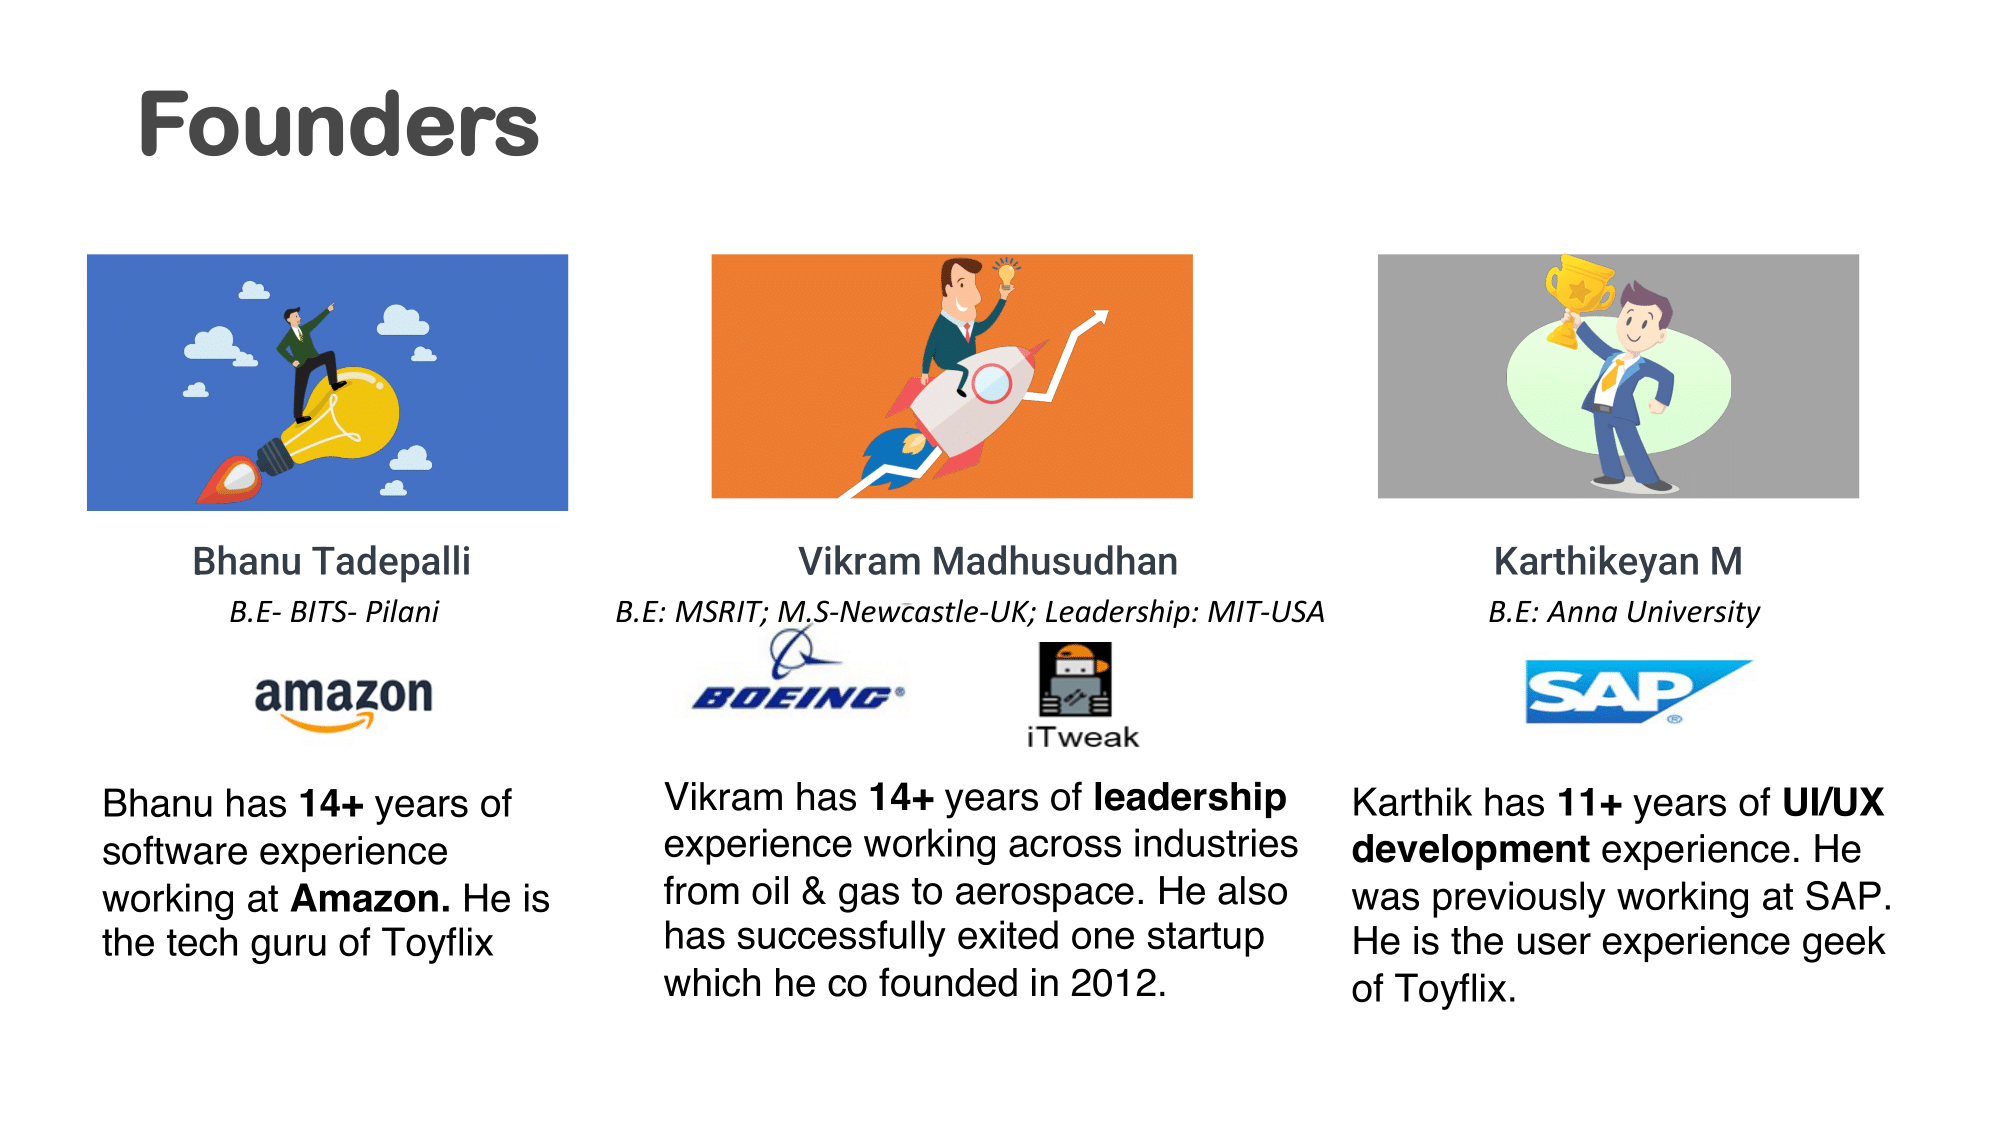 Founders
Bhanu Tadepalli
B.E- BITS- Pilani
amazon
Bhanu has 14+ years of
software experience
working at Amazon. He is
the tech guru of Toyflix
Vikram Madhusudhan
B.E: MSRIT; M.S-Newcastle-UK; Leadership: MIT-USA
BOEING®
iTweak
Vikram has 14+ years of leadership
experience working across industries
from oil & gas to aerospace. He also
has successfully exited one startup
which he co founded in 2012.
Karthikeyan M
B.E: Anna University
SAP®
Karthik has 11+ years of UI/UX
development experience. He
was previously working at SAP.
He is the user experience geek
of Toyflix.